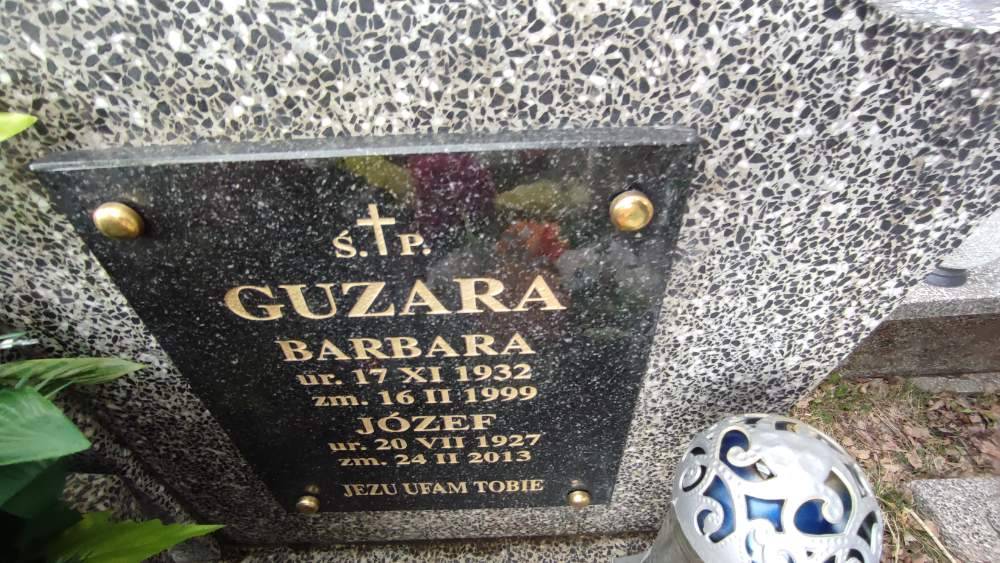 Ś.†P.
GUZARA
BARBARA
ur. 17 XI 1932
zm. 16 II 1999
JÓZEF
ur. 20 VII 1927
zm. 24 II 2013
JEZU UFAM TOBIE